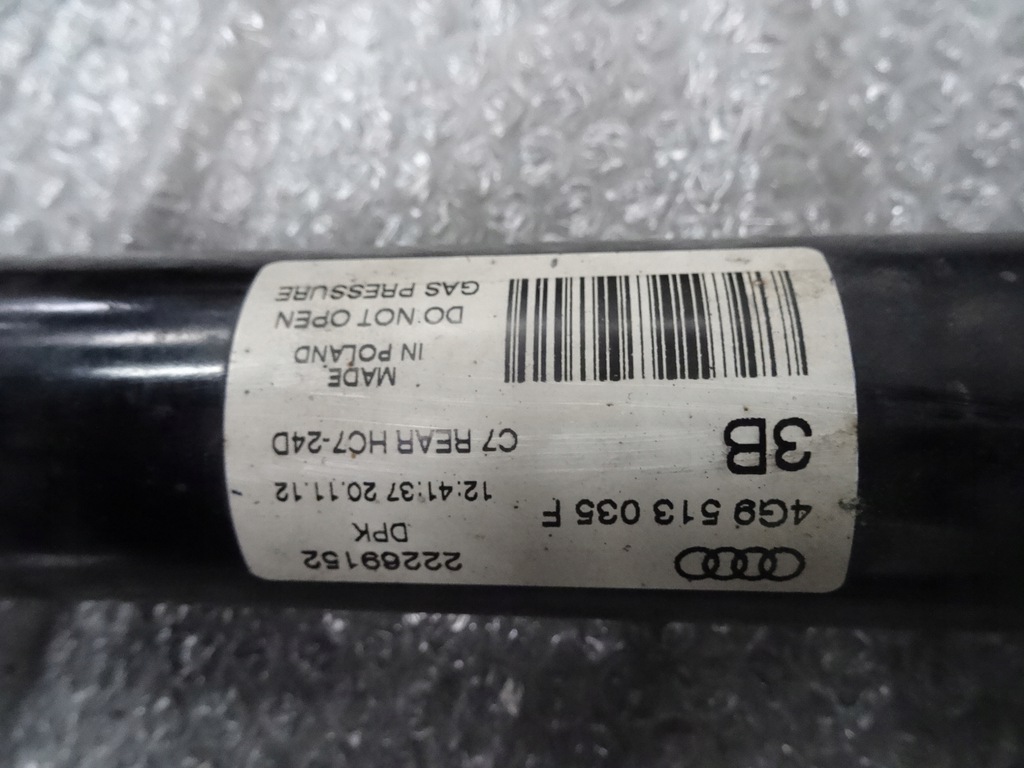 22269152
DPK
4G9 513 035 F
12:41:37 20.11.12
3B
C7 REAR HC7-24D
MADE
IN POLAND
DO NOT OPEN
GAS PRESSURE